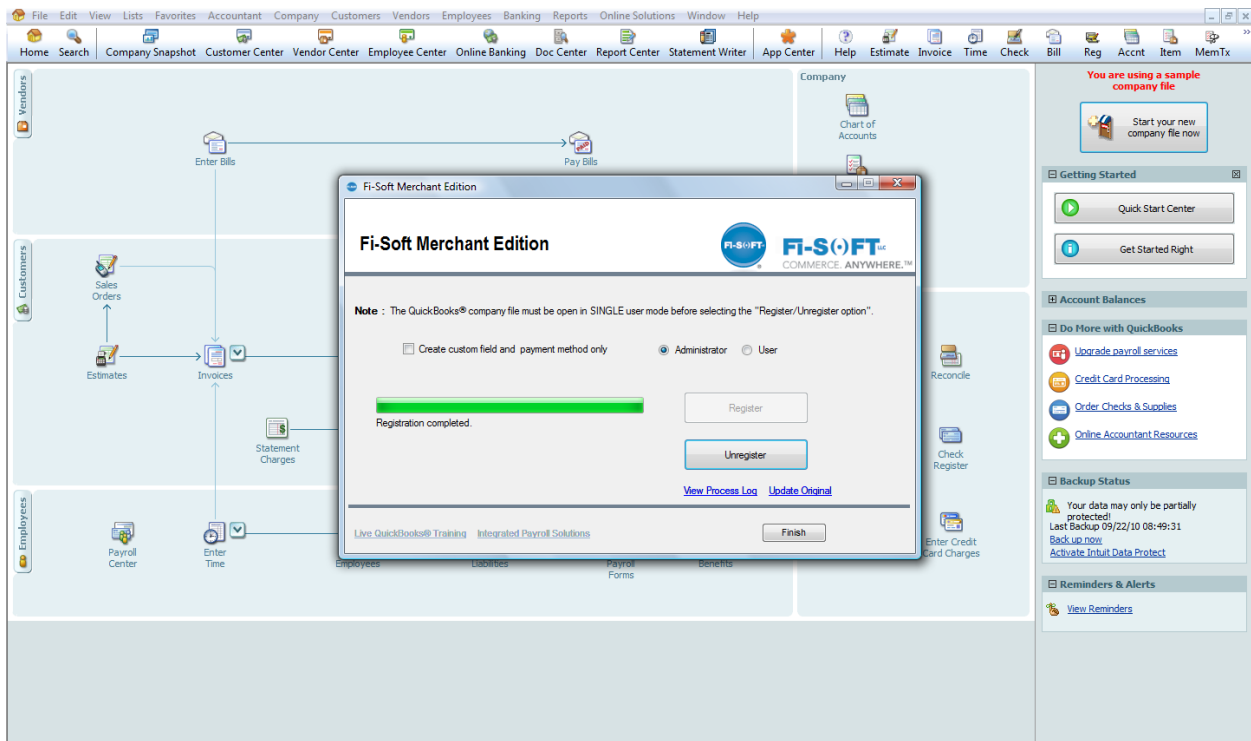 File Edit View Lists Favorites Accountant Company Customers Vendors Employees Banking Reports Online Solutions Window Help
Home Search Company Snapshot Customer Center Vendor Center Employee Center Online Banking Doc Center Report Center Statement Writer App Center Help Estimate Invoice Time Check Bill Reg Accnt Item MemTx
Vendors
Enter Bills
Pay Bills
Customers
Sales
Orders
Estimates
Invoices
Statement
Charges
Employees
Payroll
Center
Enter
Time
Employees
Liabilities
Payroll
Forms
Benefits
Company
Chart of
Accounts
Reconcile
Check
Register
Enter Credit
Card Charges
Fi-Soft Merchant Edition
Fi-Soft Merchant Edition
FI-SOFT
FI-SOFT LLC
COMMERCE. ANYWHERE.™
Note : The QuickBooks® company file must be open in SINGLE user mode before selecting the "Register/Unregister option".
Create custom field and payment method only
Administrator
User
Registration completed.
Register
Unregister
View Process Log
Update Original
Live QuickBooks® Training
Integrated Payroll Solutions
Finish
You are using a sample
company file
Start your new
company file now
Getting Started
Quick Start Center
Get Started Right
Account Balances
Do More with QuickBooks
Upgrade payroll services
Credit Card Processing
Order Checks & Supplies
Online Accountant Resources
Backup Status
Your data may only be partially
protected!
Last Backup 09/22/10 08:49:31
Back up now
Activate Intuit Data Protect
Reminders & Alerts
View Reminders